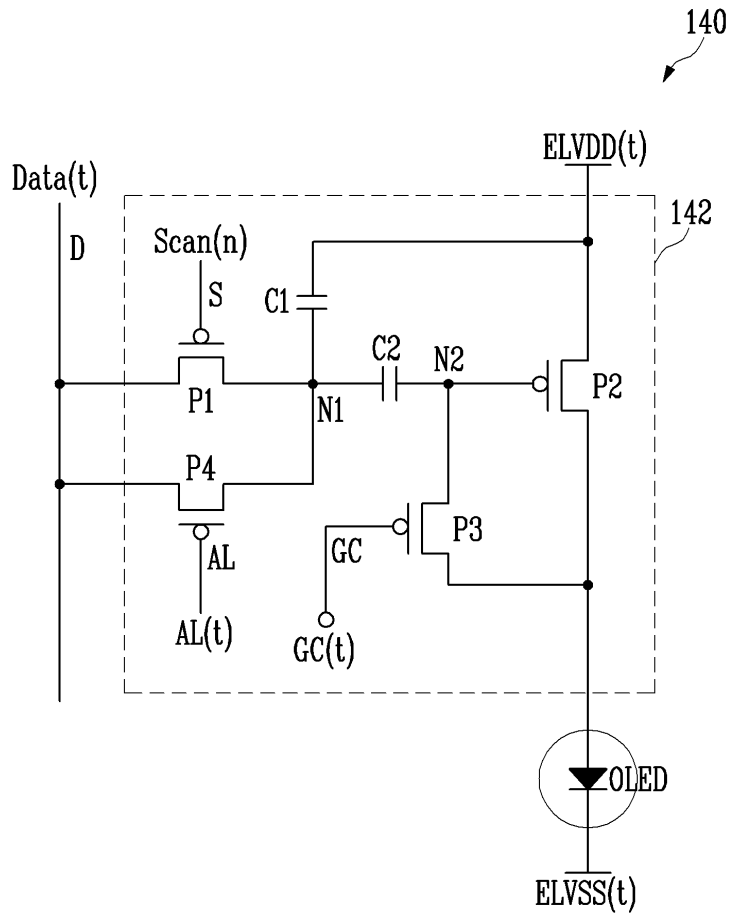 140
ELVDD(t)
Data(t)
142
D
Scan(n)
S
C1
C2
N2
P1
N1
P2
P4
P3
AL
GC
AL(t)
GC(t)
OLED
ELVSS(t)